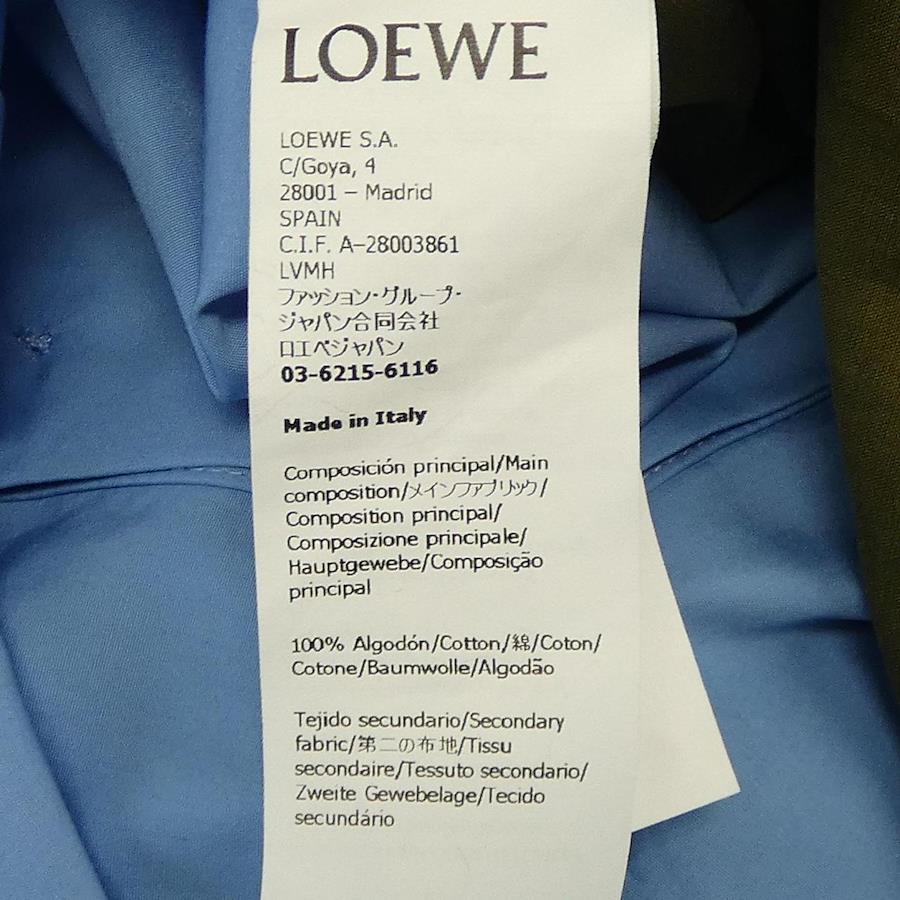 LOEWE
LOEWE S.A.
C/Goya, 4
28001 – Madrid
SPAIN
C.I.F. A-28003861
LVMH
ファッション・グループ・
ジャパン合同会社
ロエベジャパン
03-6215-6116
Made in Italy
Composición principal/Main
composition/メインファブリック/
Composition principal/
Composizione principale/
Hauptgewebe/Composição
principal
100% Algodón/Cotton/綿/Coton/
Cotone/Baumwolle/Algodão
Tejido secundario/Secondary
fabric/第二の布地/Tissu
secondaire/Tessuto secondario/
Zweite Gewebelage/Tecido
secundário